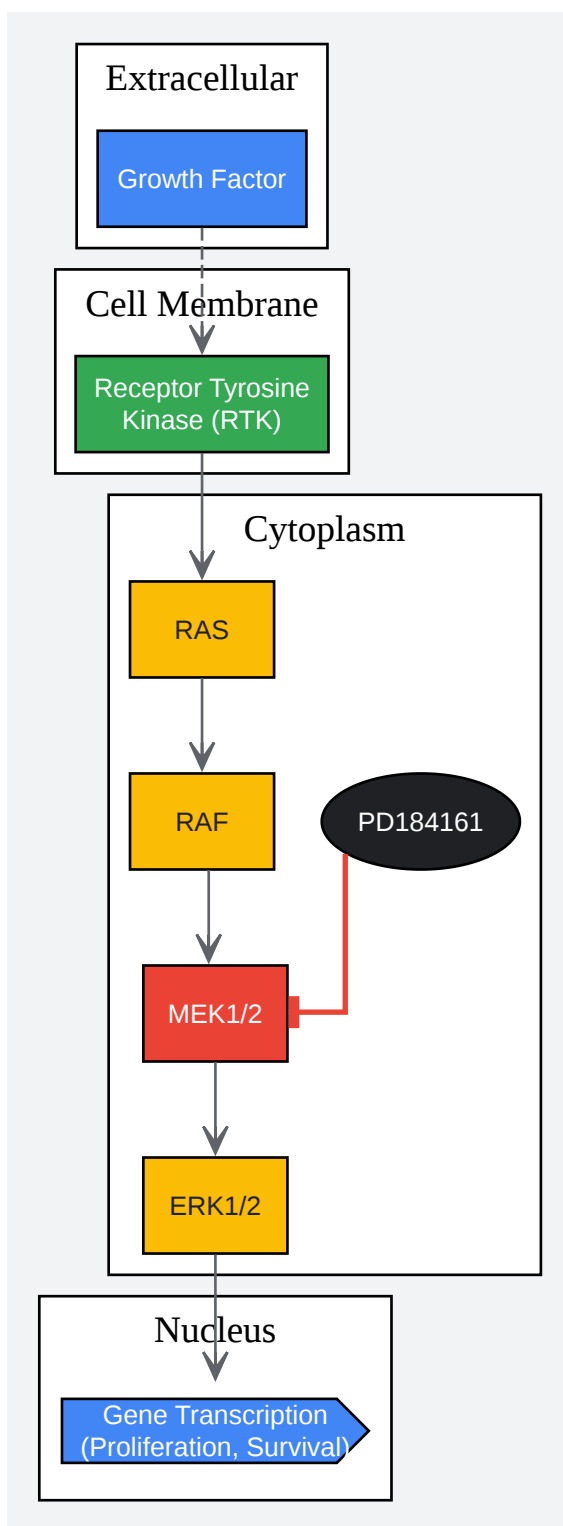 Extracellular
Growth Factor
Cell Membrane
Receptor Tyrosine
Kinase (RTK)
Cytoplasm
RAS
RAF
PD184161
MEK1/2
ERK1/2
Nucleus
Gene Transcription
(Proliferation, Survival)